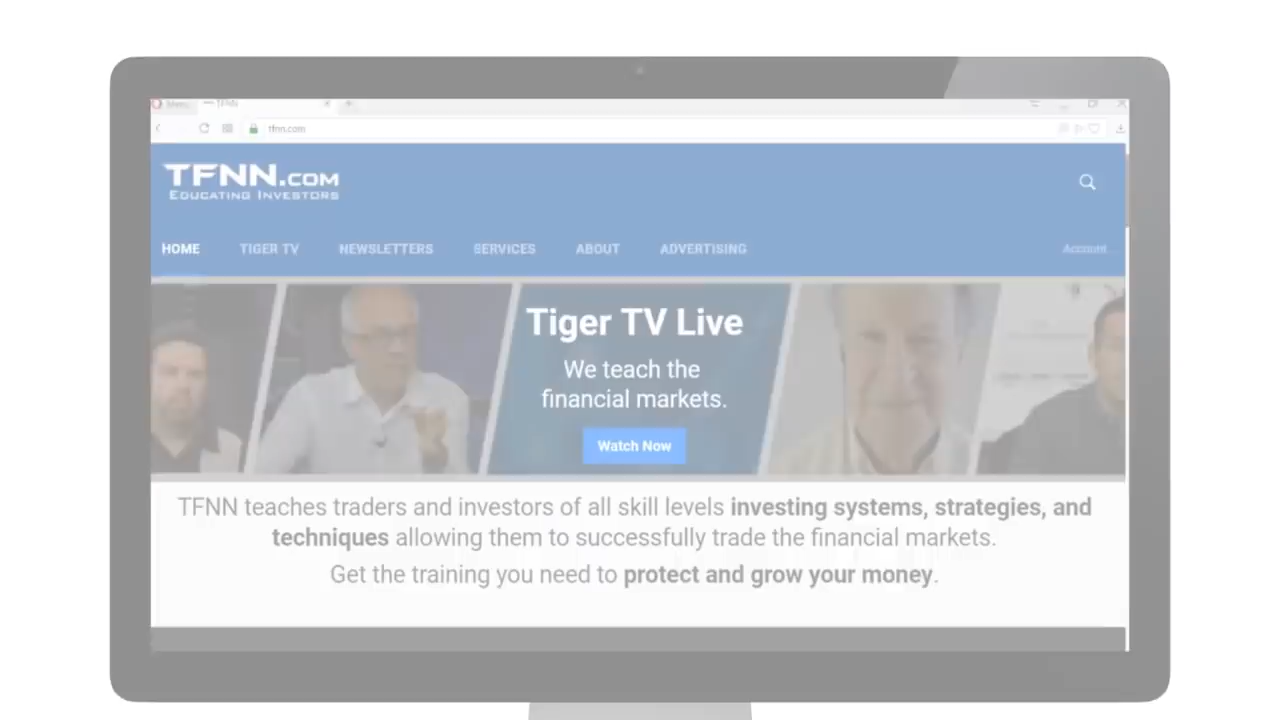 Menu
TFNN
tfnn.com
TFNN.COM
EDUCATING INVESTORS
HOME TIGER TV NEWSLETTERS SERVICES ABOUT ADVERTISING Account
Tiger TV Live
We teach the
financial markets.
Watch Now
TFNN teaches traders and investors of all skill levels investing systems, strategies, and
techniques allowing them to successfully trade the financial markets.
Get the training you need to protect and grow your money.